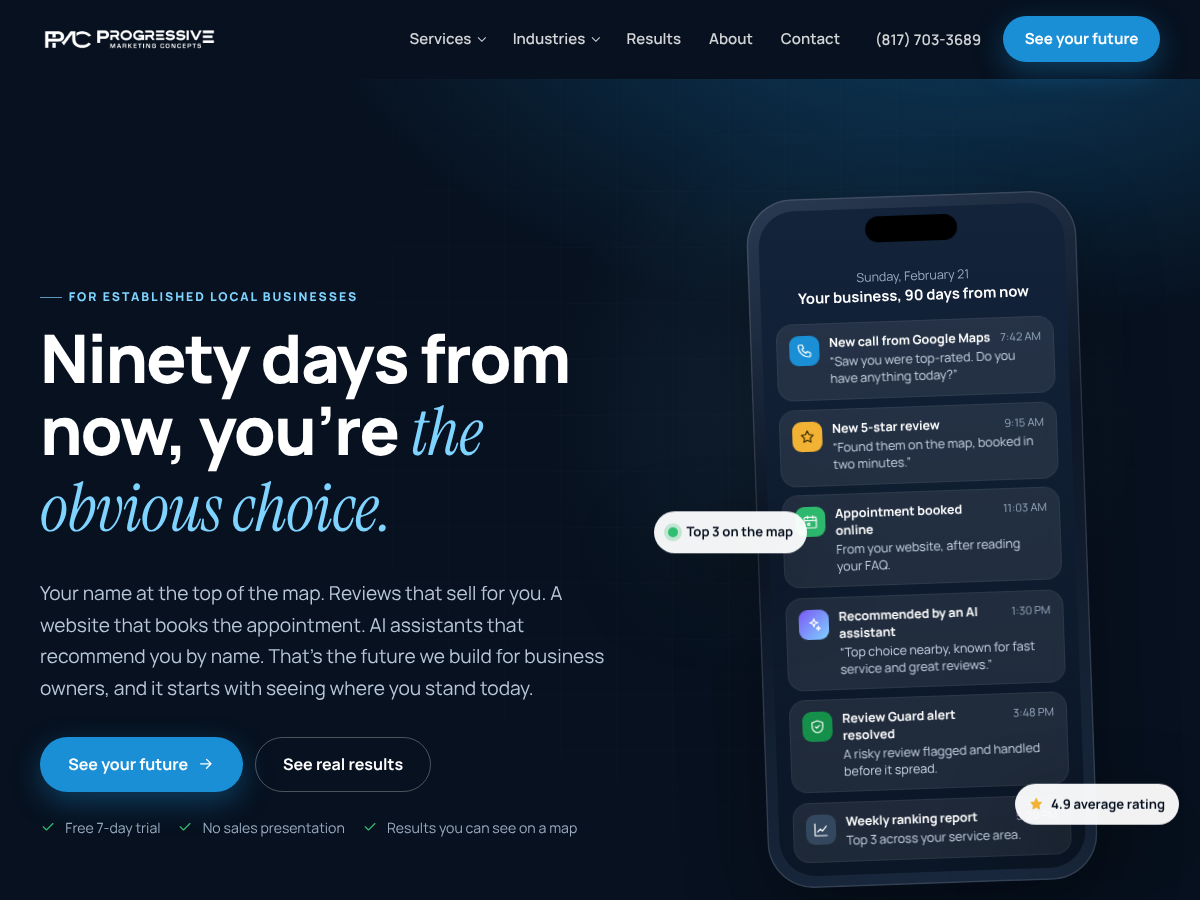 PMC PROGRESSIVE
MARKETING CONCEPTS
Services
Industries
Results
About
Contact
(817) 703-3689
See your future
FOR ESTABLISHED LOCAL BUSINESSES
Ninety days from
now, you’re the
obvious choice.
Your name at the top of the map. Reviews that sell for you. A
website that books the appointment. AI assistants that
recommend you by name. That’s the future we build for business
owners, and it starts with seeing where you stand today.
See your future
See real results
Free 7-day trial
No sales presentation
Results you can see on a map
Sunday, February 21
Your business, 90 days from now
New call from Google Maps 7:42 AM
“Saw you were top-rated. Do you
have anything today?”
New 5-star review 9:15 AM
“Found them on the map, booked in
two minutes.”
Top 3 on the map
Appointment booked 11:03 AM
online
From your website, after reading
your FAQ.
Recommended by an AI 1:30 PM
assistant
“Top choice nearby, known for fast
service and great reviews.”
Review Guard alert 3:48 PM
resolved
A risky review flagged and handled
before it spread.
4.9 average rating
Weekly ranking report
Top 3 across your service area.